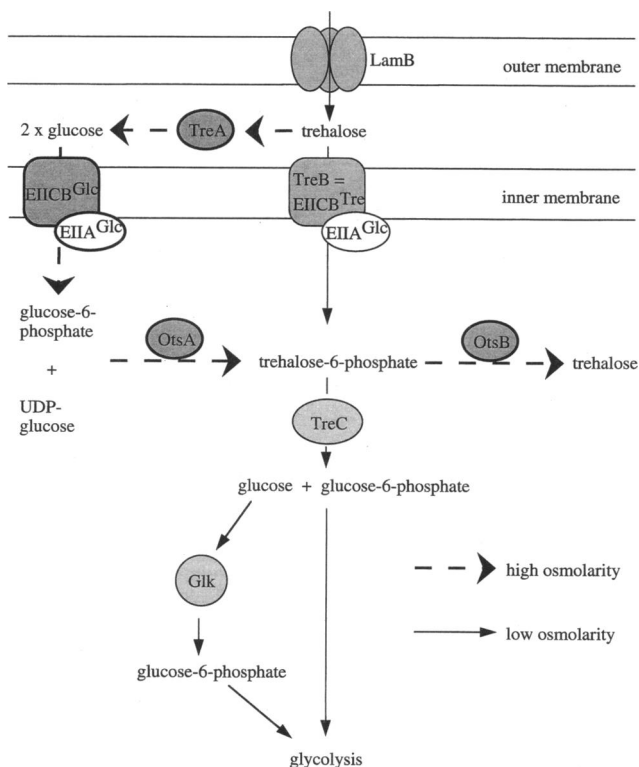 LamB
outer membrane
2 x glucose
TreA
trehalose
EIICB^Glc
TreB =
EIICB^Tre
inner membrane
EIIA^Glc
EIIA^Glc
glucose-6-
phosphate
+
UDP-
glucose
OtsA
trehalose-6-phosphate
OtsB
trehalose
TreC
glucose + glucose-6-phosphate
Glk
high osmolarity
low osmolarity
glucose-6-phosphate
glycolysis